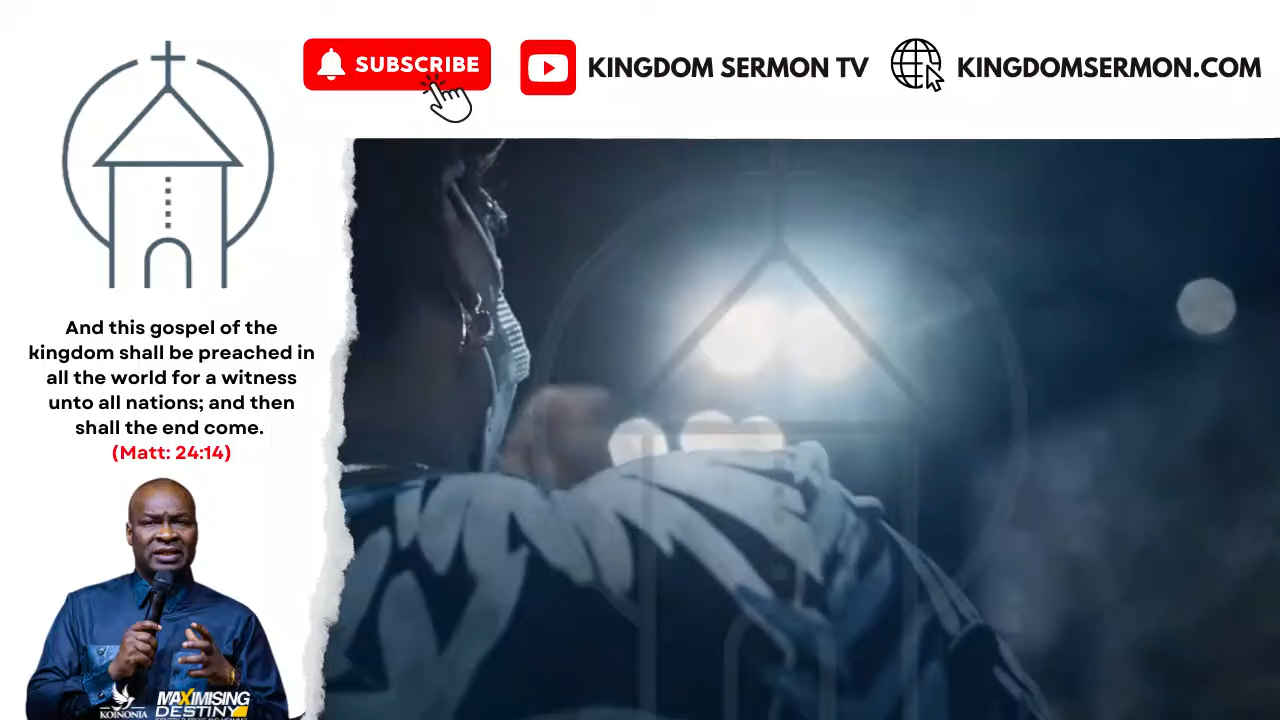 SUBSCRIBE
KINGDOM SERMON TV
KINGDOMSERMON.COM
And this gospel of the
kingdom shall be preached in
all the world for a witness
unto all nations; and then
shall the end come.
(Matt: 24:14)
KOINONIA
MAXIMISING
DESTINY